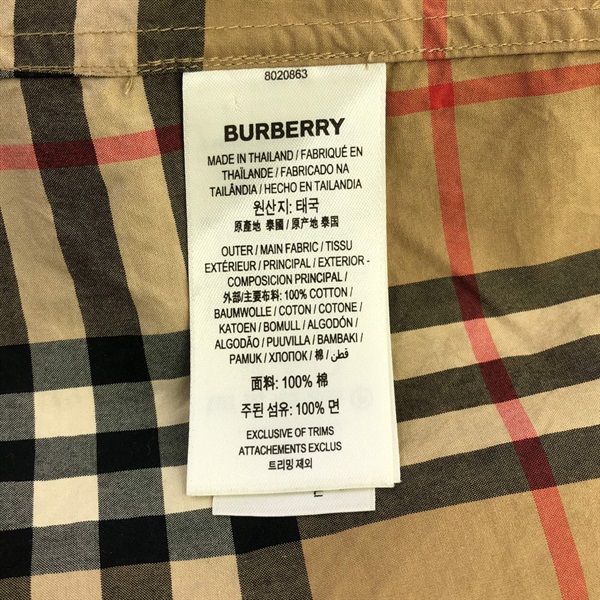 8020863
BURBERRY
MADE IN THAILAND / FABRIQUÉ EN
THAÏLANDE / FABRICADO NA
TAILÂNDIA / HECHO EN TAILANDIA
원산지: 태국
原產地 泰國 / 原产地 泰国
OUTER / MAIN FABRIC / TISSU
EXTÉRIEUR / PRINCIPAL / EXTERIOR -
COMPOSICION PRINCIPAL /
外部/主要布料: 100% COTTON /
BAUMWOLLE / COTON / COTONE /
KATOEN / BOMULL / ALGODÓN /
ALGODÃO / PUUVILLA / BAMBAKI /
PAMUK / ХЛОПОК / 棉 / قطن
面料: 100% 棉
주된 섬유: 100% 면
EXCLUSIVE OF TRIMS
ATTACHEMENTS EXCLUS
트리밍 제외